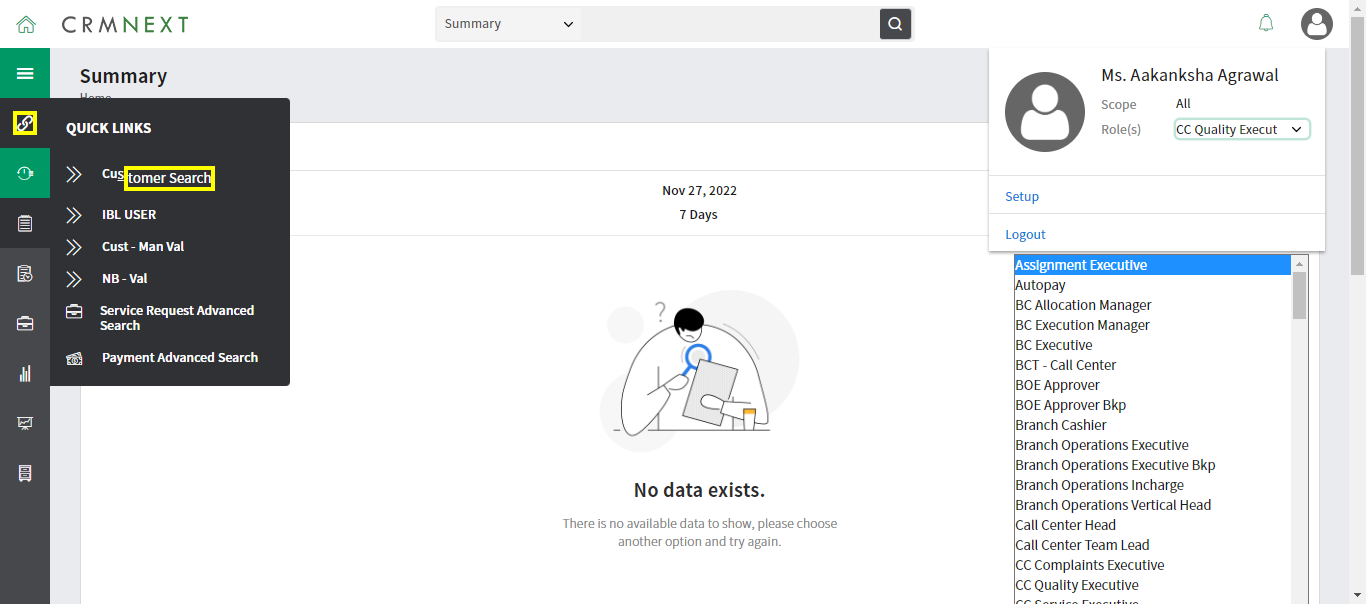 CRMNEXT
Summary
Summary
Home
Ms. Aakanksha Agrawal
Scope All
Role(s) CC Quality Execut
Setup
Logout
QUICK LINKS
Customer Search
IBL USER
Cust - Man Val
NB - Val
Service Request Advanced
Search
Payment Advanced Search
Nov 27, 2022
7 Days
?
No data exists.
There is no available data to show, please choose
another option and try again.
Assignment Executive
Autopay
BC Allocation Manager
BC Execution Manager
BC Executive
BCT - Call Center
BOE Approver
BOE Approver Bkp
Branch Cashier
Branch Operations Executive
Branch Operations Executive Bkp
Branch Operations Incharge
Branch Operations Vertical Head
Call Center Head
Call Center Team Lead
CC Complaints Executive
CC Quality Executive
CC Service Executive